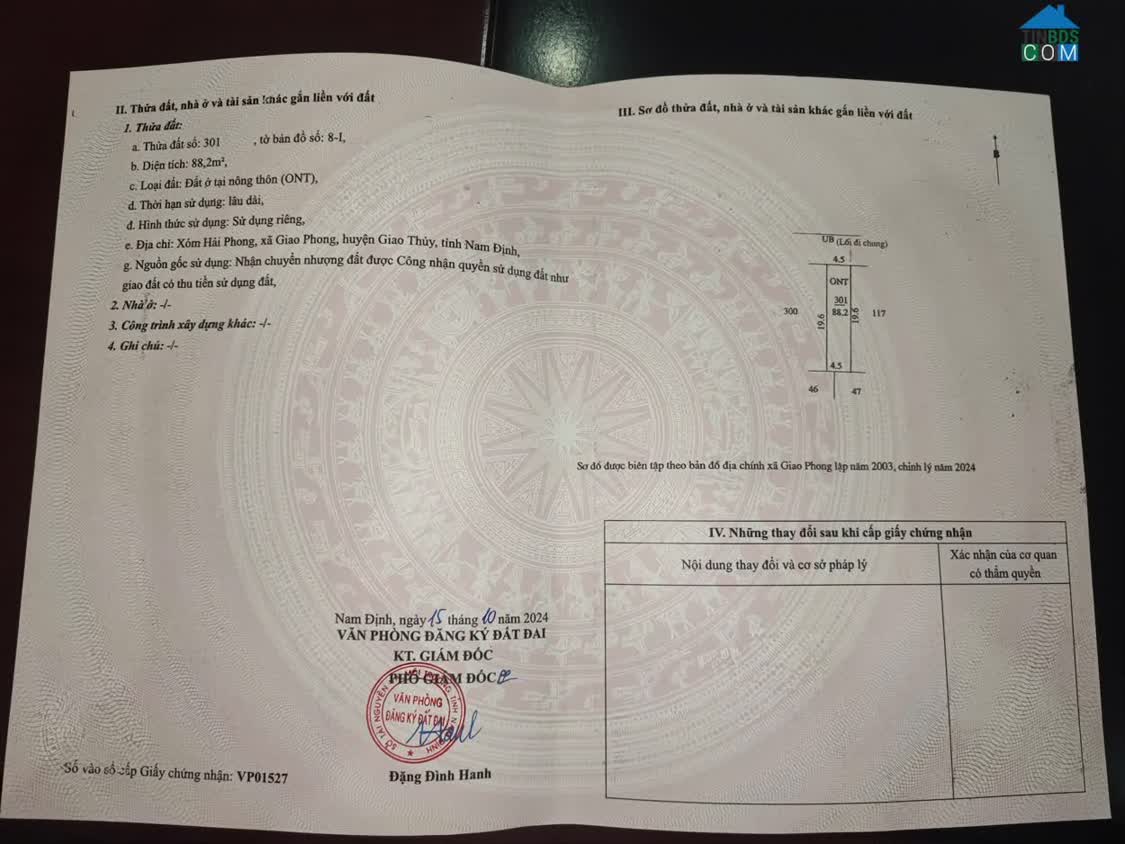 TINBDS
COM
II. Thửa đất, nhà ở và tài sản khác gắn liền với đất
1. Thửa đất:
a. Thửa đất số: 301 , tờ bản đồ số: 8-I,
b. Diện tích: 88,2m²,
c. Loại đất: Đất ở tại nông thôn (ONT),
d. Thời hạn sử dụng: lâu dài,
đ. Hình thức sử dụng: Sử dụng riêng,
e. Địa chỉ: Xóm Hải Phong, xã Giao Phong, huyện Giao Thủy, tỉnh Nam Định,
g. Nguồn gốc sử dụng: Nhận chuyển nhượng đất được Công nhận quyền sử dụng đất như
giao đất có thu tiền sử dụng đất,
2. Nhà ở: -/-
3. Công trình xây dựng khác: -/-
4. Ghi chú: -/-
Nam Định, ngày 15 tháng 10 năm 2024
VĂN PHÒNG ĐĂNG KÝ ĐẤT ĐAI
KT. GIÁM ĐỐC
PHÓ GIÁM ĐỐC
VĂN PHÒNG
ĐĂNG KÝ ĐẤT ĐAI
Đặng Đình Hanh
Số vào sổ cấp Giấy chứng nhận: VP01527
III. Sơ đồ thửa đất, nhà ở và tài sản khác gắn liền với đất
B
UB (Lối đi chung)
4.5
ONT
301
88.2
300
19.6
19.6
117
4.5
46
47
Sơ đồ được biên tập theo bản đồ địa chính xã Giao Phong lập năm 2003, chỉnh lý năm 2024
IV. Những thay đổi sau khi cấp giấy chứng nhận
Nội dung thay đổi và cơ sở pháp lý
Xác nhận của cơ quan
có thẩm quyền